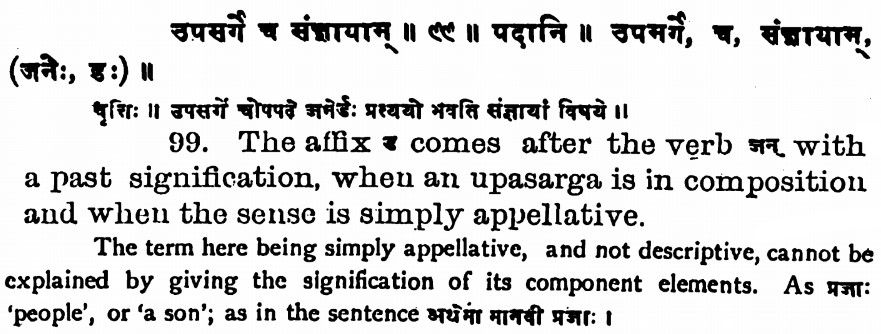 उपसर्गे च संज्ञायाम् ॥ ९९ ॥ पदानि ॥ उपसर्गे, च, संज्ञायाम्,
(जनेः, डः) ॥
वृत्तिः ॥ उपसर्गे चोपपदे जनेर्डः प्रत्ययो भवति संज्ञायां विषये ॥
99. The affix ड comes after the verb जन् with
a past signification, when an upasarga is in composition
and when the sense is simply appellative.
The term here being simply appellative, and not descriptive, cannot be
explained by giving the signification of its component elements. As प्रजाः
'people', or 'a son'; as in the sentence अथेमा मानवी प्रजाः ।